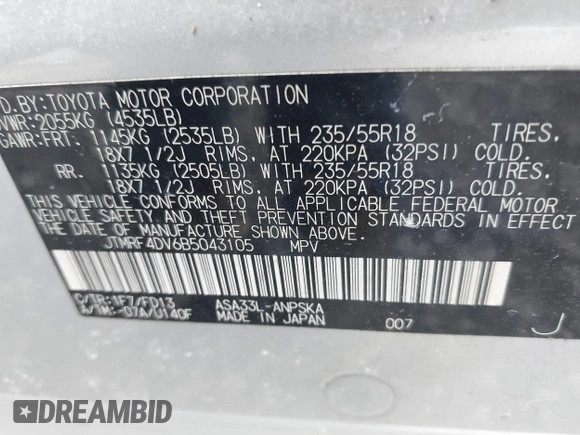 D.BY:TOYOTA MOTOR CORPORATION
VWR:2055KG (4535LB)
GAWR:FRT: 1145KG (2535LB) WITH 235/55R18 TIRES.
18X7 1/2J RIMS, AT 220KPA (32PSI) COLD.
RR. 1135KG (2505LB) WITH 235/55R18 TIRES.
18X7 1/2J RIMS, AT 220KPA (32PSI) COLD.
THIS VEHICLE CONFORMS TO ALL APPLICABLE FEDERAL MOTOR
VEHICLE SAFETY AND THEFT PREVENTION STANDARDS IN EFFECT
ON THE DATE OF MANUFACTURE SHOWN ABOVE.
JTMRF4DV6B5043105 MPV
C/TR:1F7/FD13 ASA33L-ANPSKA
A/TM:-07A/U140F MADE IN JAPAN 007 J
DREAMBID DREAMBID